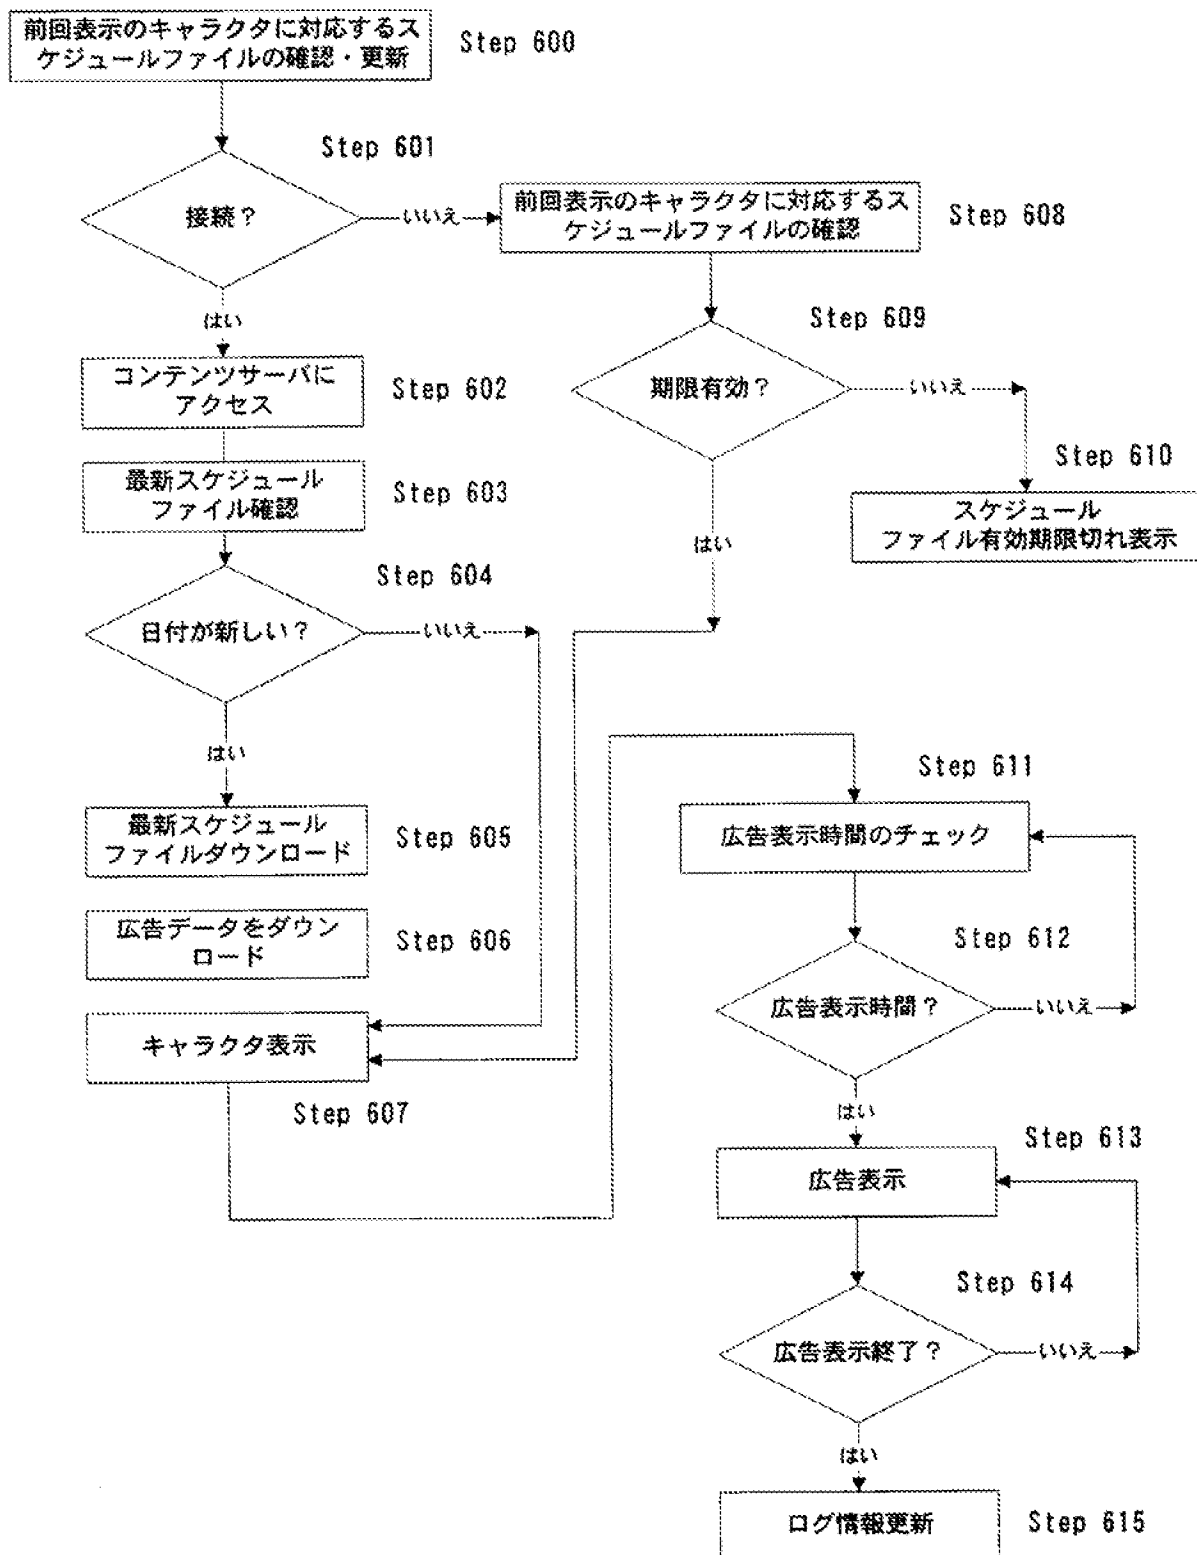 前回表示のキャラクタに対応するス
ケジュールファイルの確認・更新
Step 600
Step 601
接続?
いいえ
前回表示のキャラクタに対応するス
ケジュールファイルの確認
Step 608
はい
Step 609
期限有効?
いいえ
コンテンツサーバに
アクセス
Step 602
Step 610
最新スケジュール
ファイル確認
Step 603
スケジュール
ファイル有効期限切れ表示
はい
Step 604
日付が新しい?
いいえ
はい
Step 611
最新スケジュール
ファイルダウンロード
Step 605
広告表示時間のチェック
広告データをダウン
ロード
Step 606
Step 612
広告表示時間?
いいえ
キャラクタ表示
Step 607
はい
Step 613
広告表示
Step 614
広告表示終了?
いいえ
はい
ログ情報更新
Step 615